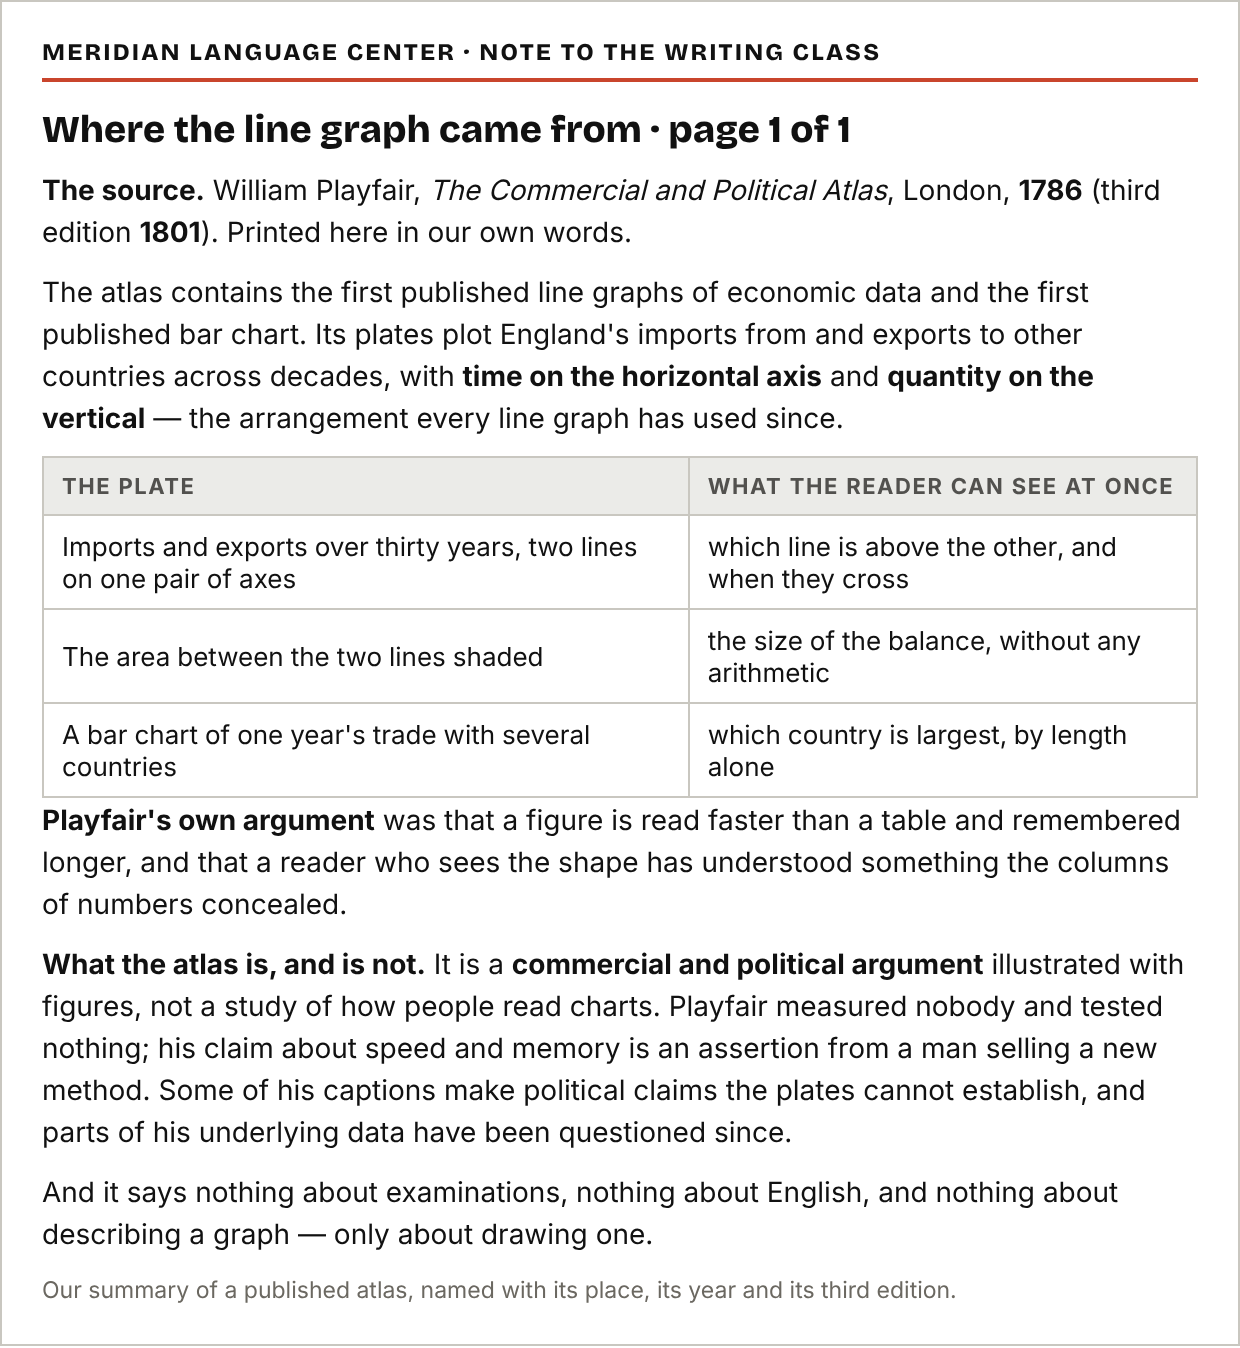 MERIDIAN LANGUAGE CENTER · NOTE TO THE WRITING CLASS
Where the line graph came from · page 1 of 1
The source. William Playfair, The Commercial and Political Atlas, London, 1786 (third
edition 1801). Printed here in our own words.
The atlas contains the first published line graphs of economic data and the first
published bar chart. Its plates plot England's imports from and exports to other
countries across decades, with time on the horizontal axis and quantity on the
vertical — the arrangement every line graph has used since.
THE PLATE
WHAT THE READER CAN SEE AT ONCE
Imports and exports over thirty years, two lines
on one pair of axes
which line is above the other, and
when they cross
The area between the two lines shaded
the size of the balance, without any
arithmetic
A bar chart of one year's trade with several
countries
which country is largest, by length
alone
Playfair's own argument was that a figure is read faster than a table and remembered
longer, and that a reader who sees the shape has understood something the columns
of numbers concealed.
What the atlas is, and is not. It is a commercial and political argument illustrated with
figures, not a study of how people read charts. Playfair measured nobody and tested
nothing; his claim about speed and memory is an assertion from a man selling a new
method. Some of his captions make political claims the plates cannot establish, and
parts of his underlying data have been questioned since.
And it says nothing about examinations, nothing about English, and nothing about
describing a graph — only about drawing one.
Our summary of a published atlas, named with its place, its year and its third edition.